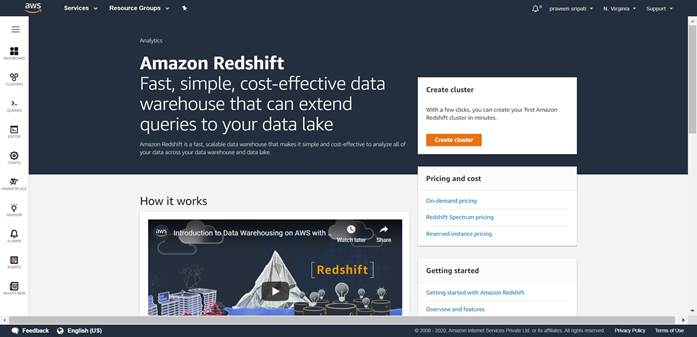 aws
Services
Resource Groups
praveen sripati
N. Virginia
Support
DASHBOARD
CLUSTERS
QUERIES
EDITOR
CONFIG
MARKETPLACE
ADVISOR
ALARMS
EVENTS
WHAT'S NEW
Analytics
Amazon Redshift
Fast, simple, cost-effective data
warehouse that can extend
queries to your data lake
Amazon Redshift is a fast, scalable data warehouse that makes it simple and cost-effective to analyze all of
your data across your data warehouse and data lake.
Create cluster
With a few clicks, you can create your first Amazon
Redshift cluster in minutes.
Create cluster
Pricing and cost
On-demand pricing
Redshift Spectrum pricing
Reserved instance pricing
How it works
aws
Introduction to Data Warehousing on AWS with ...
Watch later
Share
[Redshift]
Getting started
Getting started with Amazon Redshift
Overview and features
Feedback
English (US)
© 2008 - 2020, Amazon Internet Services Private Ltd. or its affiliates. All rights reserved.
Privacy Policy
Terms of Use